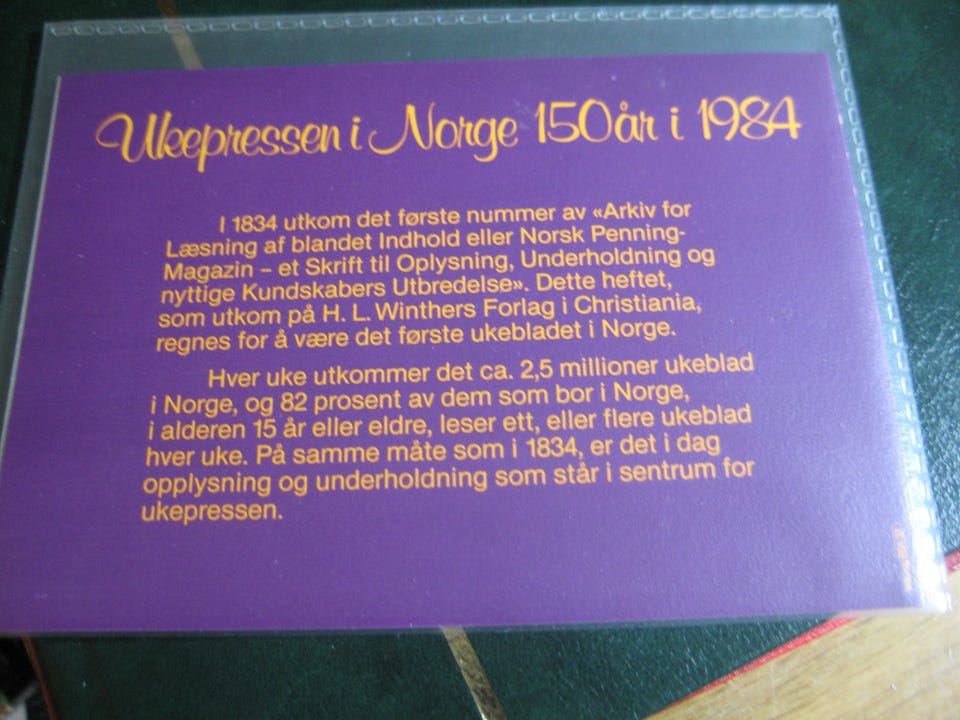 Ukepressen i Norge 150 år i 1984
I 1834 utkom det første nummer av «Arkiv for
Læsning af blandet Indhold eller Norsk Penning-
Magazin – et Skrift til Oplysning, Underholdning og
nyttige Kundskabers Utbredelse». Dette heftet,
som utkom på H. L. Winthers Forlag i Christiania,
regnes for å være det første ukebladet i Norge.
Hver uke utkommer det ca. 2,5 millioner ukeblad
i Norge, og 82 prosent av dem som bor i Norge,
i alderen 15 år eller eldre, leser ett, eller flere ukeblad
hver uke. På samme måte som i 1834, er det i dag
opplysning og underholdning som står i sentrum for
ukepressen.